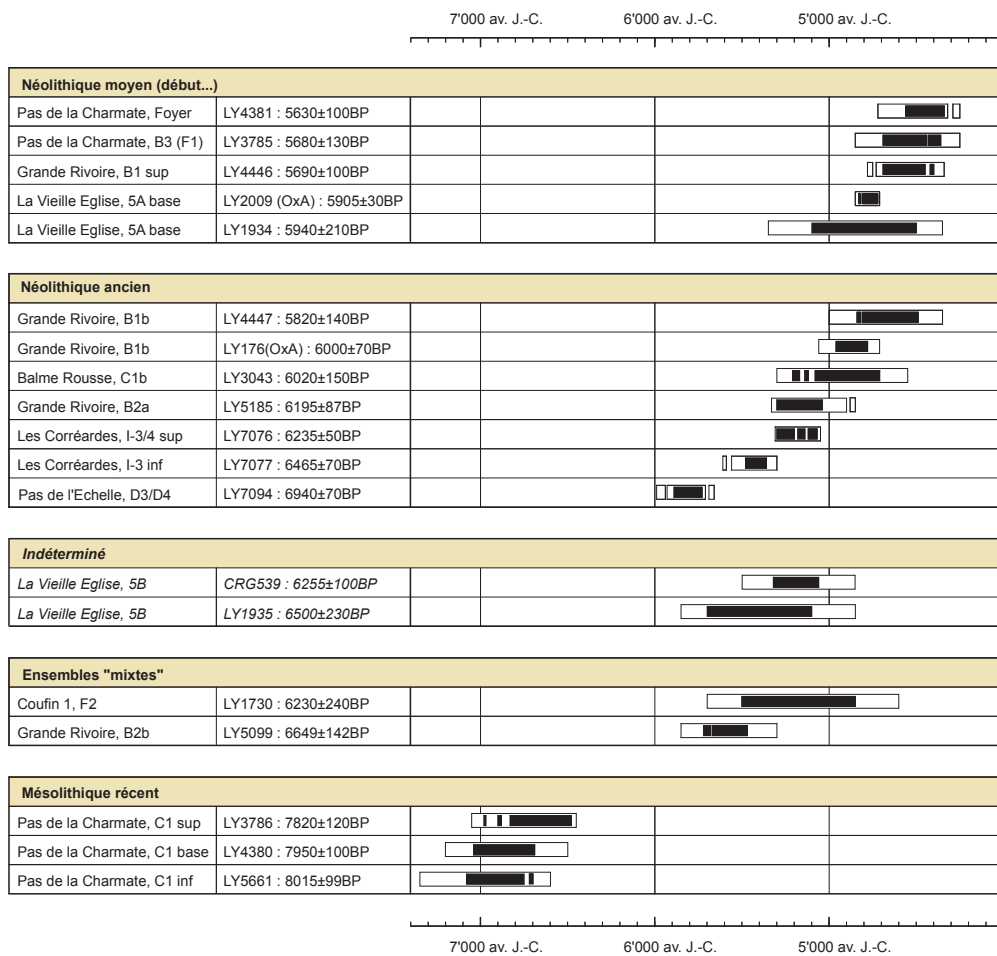 7'000 av. J.-C. 6'000 av. J.-C. 5'000 av. J.-C.
Néolithique moyen (début...)
Pas de la Charmate, Foyer LY4381 : 5630±100BP
Pas de la Charmate, B3 (F1) LY3785 : 5680±130BP
Grande Rivoire, B1 sup LY4446 : 5690±100BP
La Vieille Eglise, 5A base LY2009 (OxA) : 5905±30BP
La Vieille Eglise, 5A base LY1934 : 5940±210BP
Néolithique ancien
Grande Rivoire, B1b LY4447 : 5820±140BP
Grande Rivoire, B1b LY176(OxA) : 6000±70BP
Balme Rousse, C1b LY3043 : 6020±150BP
Grande Rivoire, B2a LY5185 : 6195±87BP
Les Corréardes, I-3/4 sup LY7076 : 6235±50BP
Les Corréardes, I-3 inf LY7077 : 6465±70BP
Pas de l'Echelle, D3/D4 LY7094 : 6940±70BP
Indéterminé
La Vieille Eglise, 5B CRG539 : 6255±100BP
La Vieille Eglise, 5B LY1935 : 6500±230BP
Ensembles "mixtes"
Coufin 1, F2 LY1730 : 6230±240BP
Grande Rivoire, B2b LY5099 : 6649±142BP
Mésolithique récent
Pas de la Charmate, C1 sup LY3786 : 7820±120BP
Pas de la Charmate, C1 base LY4380 : 7950±100BP
Pas de la Charmate, C1 inf LY5661 : 8015±99BP
7'000 av. J.-C. 6'000 av. J.-C. 5'000 av. J.-C.